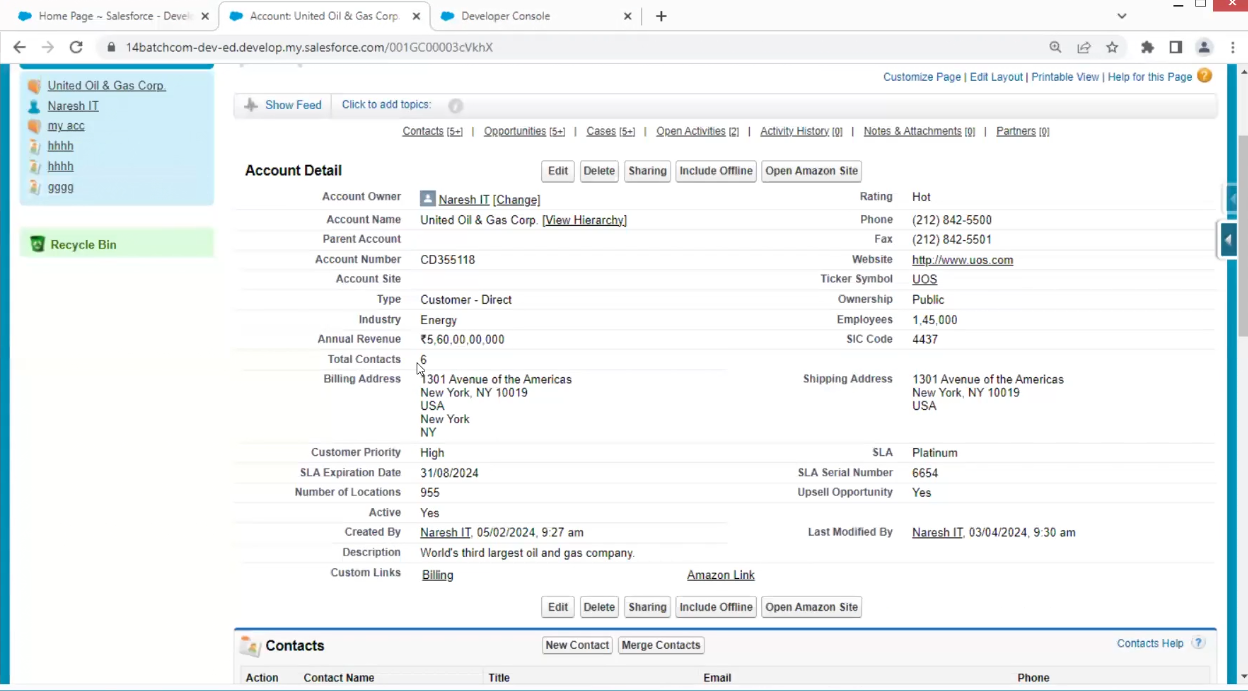 Home Page ~ Salesforce - Devel
Account: United Oil & Gas Corp.
Developer Console
14batchcom-dev-ed.develop.my.salesforce.com/001GC00003cVkhX
United Oil & Gas Corp.
Naresh IT
my acc
hhhh
hhhh
gggg
Recycle Bin
Customize Page | Edit Layout | Printable View | Help for this Page ?
Show Feed Click to add topics:
Contacts [5+] | Opportunities [5+] | Cases [5+] | Open Activities [2] | Activity History [0] | Notes & Attachments [0] | Partners [0]
Account Detail Edit Delete Sharing Include Offline Open Amazon Site
Account Owner Naresh IT [Change] Rating Hot
Account Name United Oil & Gas Corp. [View Hierarchy] Phone (212) 842-5500
Parent Account Fax (212) 842-5501
Account Number CD355118 Website http://www.uos.com
Account Site Ticker Symbol UOS
Type Customer - Direct Ownership Public
Industry Energy Employees 1,45,000
Annual Revenue ₹5,60,00,00,000 SIC Code 4437
Total Contacts 6
Billing Address 1301 Avenue of the Americas Shipping Address 1301 Avenue of the Americas
New York, NY 10019 New York, NY 10019
USA USA
New York
NY
Customer Priority High SLA Platinum
SLA Expiration Date 31/08/2024 SLA Serial Number 6654
Number of Locations 955 Upsell Opportunity Yes
Active Yes
Created By Naresh IT, 05/02/2024, 9:27 am Last Modified By Naresh IT, 03/04/2024, 9:30 am
Description World's third largest oil and gas company.
Custom Links Billing Amazon Link
Edit Delete Sharing Include Offline Open Amazon Site
Contacts New Contact Merge Contacts Contacts Help ?
Action Contact Name Title Email Phone